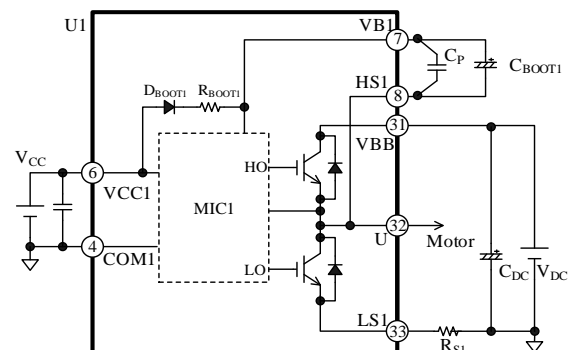 U1
VB1
7
CP
CBOOT1
HS1
8
DBOOT1
RBOOT1
31
VBB
VCC
6
VCC1
HO
MIC1
32
U
Motor
4
COM1
LO
CDC
VDC
LS1
33
RS1